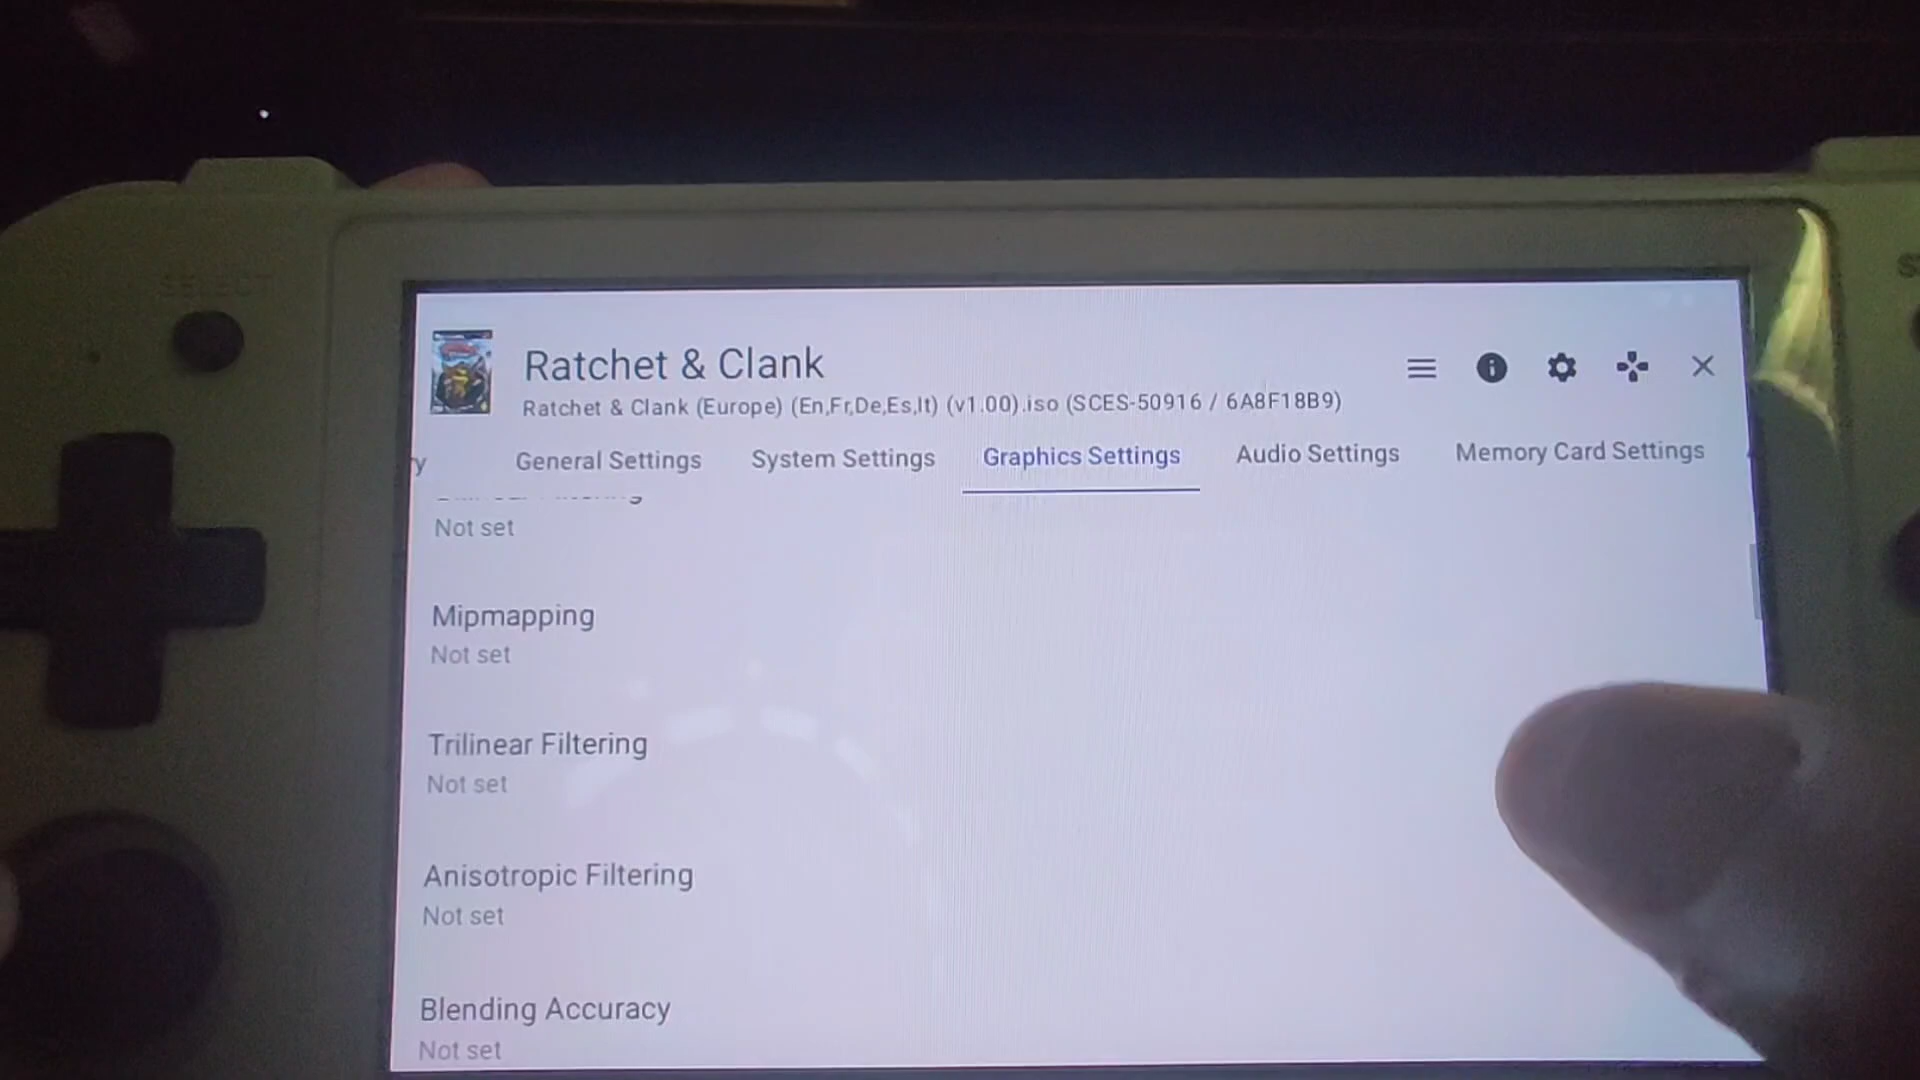 SELECT
Ratchet & Clank
Ratchet & Clank (Europe) (En,Fr,De,Es,It) (v1.00).iso (SCES-50916 / 6A8F18B9)
ry General Settings System Settings Graphics Settings Audio Settings Memory Card Settings
Not set
Mipmapping
Not set
Trilinear Filtering
Not set
Anisotropic Filtering
Not set
Blending Accuracy
Not set